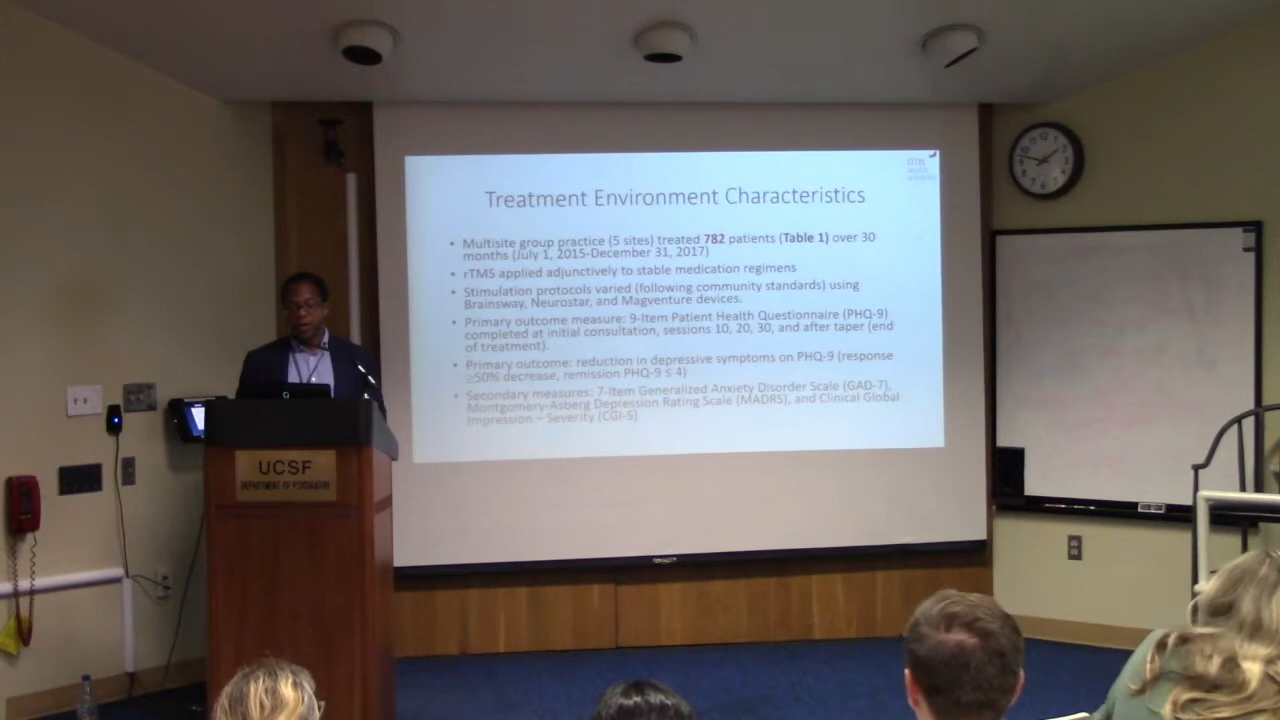 Treatment Environment Characteristics
• Multisite group practice (5 sites) treated 782 patients (Table 1) over 30
months (July 1, 2015-December 31, 2017)
• rTMS applied adjunctively to stable medication regimens
• Stimulation protocols varied (following community standards) using
Brainsway, Neurostar, and Magventure devices.
• Primary outcome measure: 9-Item Patient Health Questionnaire (PHQ-9)
completed at initial consultation, sessions 10, 20, 30, and after taper (end
of treatment).
• Primary outcome: reduction in depressive symptoms on PHQ-9 (response
≥50% decrease, remission PHQ-9 ≤ 4)
• Secondary measures: 7-Item Generalized Anxiety Disorder Scale (GAD-7),
Montgomery-Asberg Depression Rating Scale (MADRS), and Clinical Global
Impression – Severity (CGI-S)
UCSF
DEPARTMENT OF PSYCHIATRY